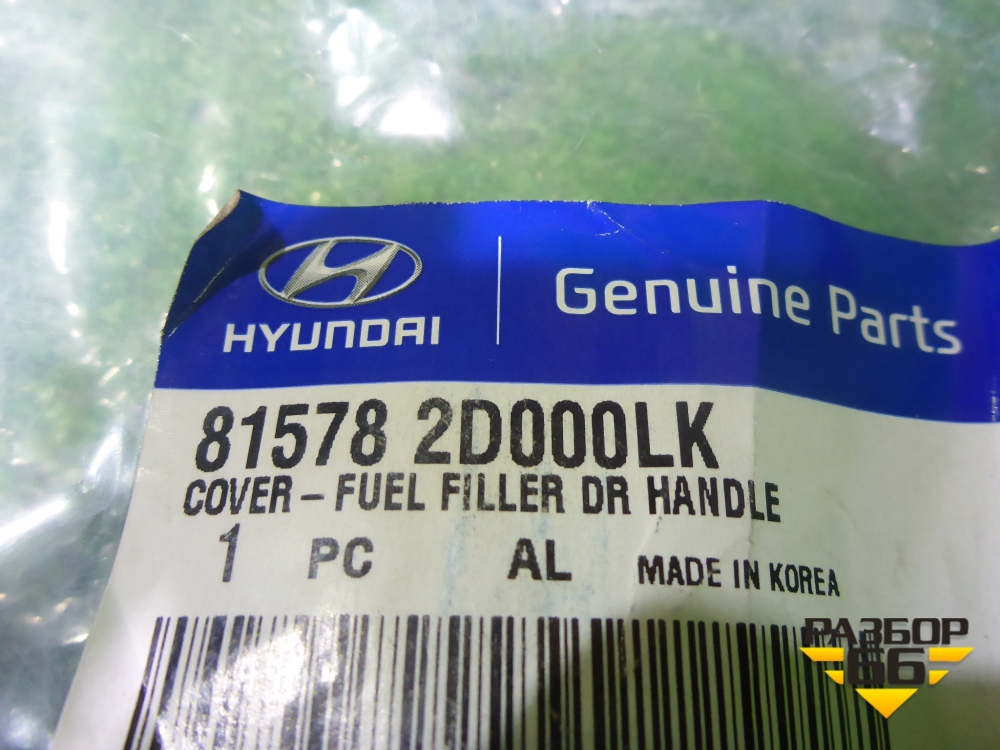 HYUNDAI
Genuine Parts
81578 2D000LK
COVER – FUEL FILLER DR HANDLE
1 PC AL MADE IN KOREA
РАЗБОР
66